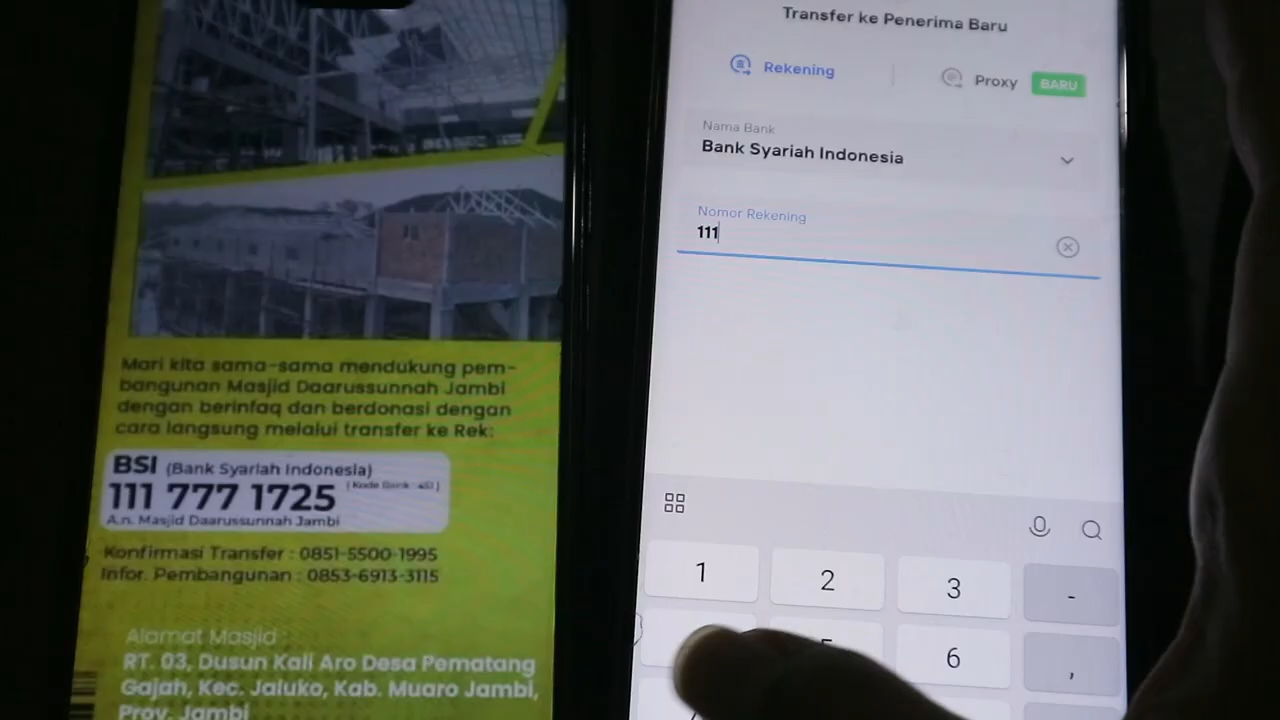 Mari kita sama-sama mendukung pem-
bangunan Masjid Daarussunnah Jambi
dengan berinfaq dan berdonasi dengan
cara langsung melalui transfer ke Rek:
BSI (Bank Syariah Indonesia)
111 777 1725 (Kode Bank : 451)
A.n. Masjid Daarussunnah Jambi
Konfirmasi Transfer : 0851-5500-1995
Infor. Pembangunan : 0853-6913-3115
Alamat Masjid :
RT. 03, Dusun Kali Aro Desa Pematang
Gajah, Kec. Jaluko, Kab. Muaro Jambi,
Prov. Jambi
Transfer ke Penerima Baru
Rekening
Proxy BARU
Nama Bank
Bank Syariah Indonesia
Nomor Rekening
111
1 2 3 -
6 ,